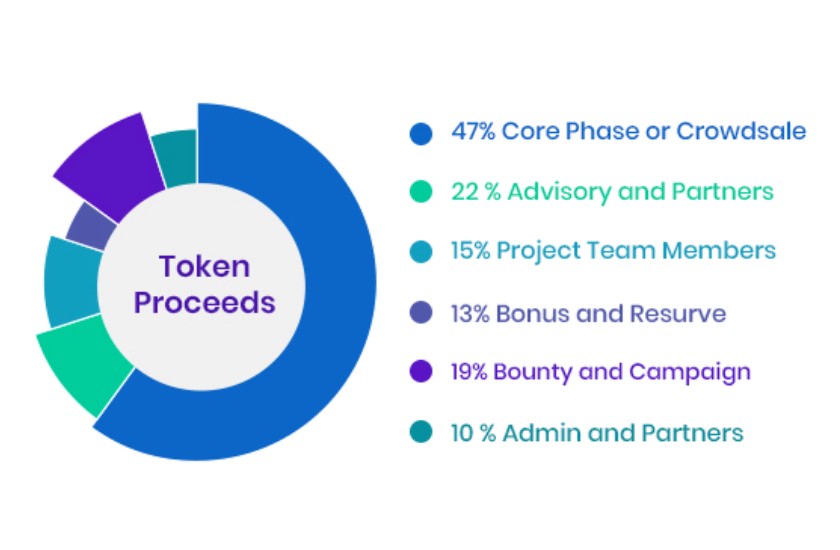 Token
Proceeds
47% Core Phase or Crowdsale
22 % Advisory and Partners
15% Project Team Members
13% Bonus and Resurve
19% Bounty and Campaign
10 % Admin and Partners